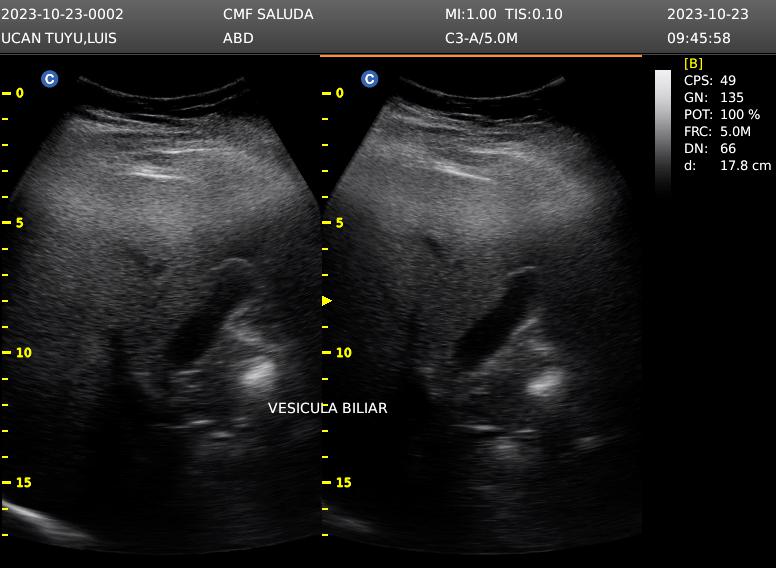 2023-10-23-0002 CMF SALUDA MI:1.00 TIS:0.10 2023-10-23
UCAN TUYU,LUIS ABD C3-A/5.0M 09:45:58
[B]
CPS: 49
GN: 135
POT: 100 %
FRC: 5.0M
DN: 66
d: 17.8 cm
C C
0 0
5 5
10 10
VESICULA BILIAR
15 15